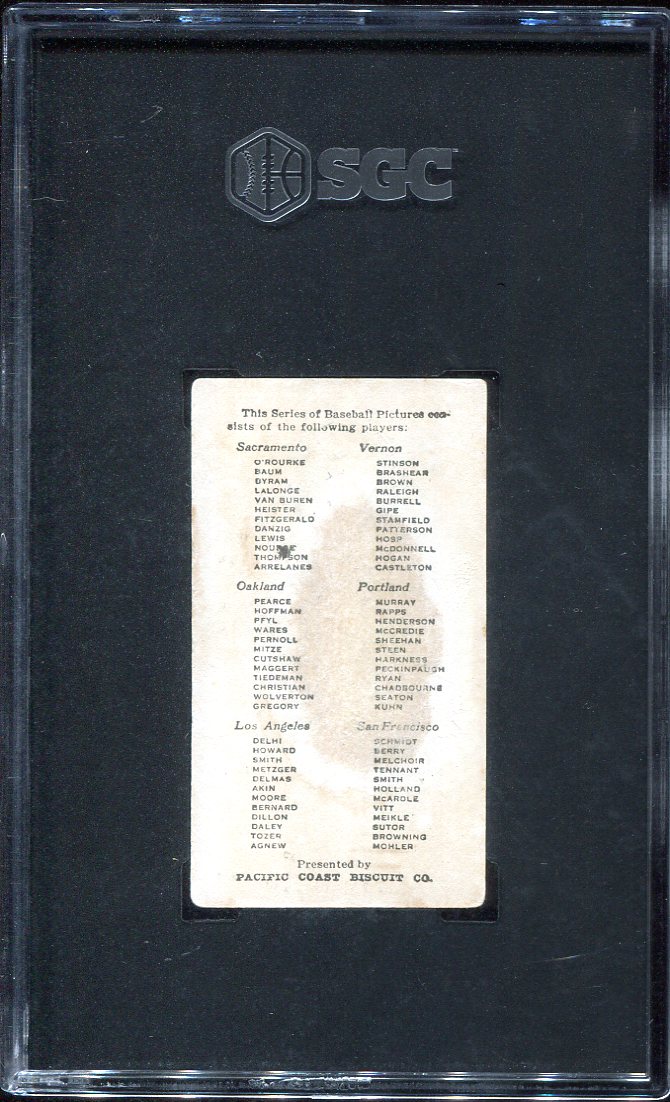 SGC
This Series of Baseball Pictures con-
sists of the following players:
Sacramento
O'ROURKE
BAUM
BYRAM
LALONGE
VAN BUREN
HEISTER
FITZGERALD
DANZIG
LEWIS
NOURSE
THOMPSON
ARRELANES
Vernon
STINSON
BRASHEAR
BROWN
RALEIGH
BURRELL
GIPE
STAMFIELD
PATTERSON
HOSP
McDONNELL
HOGAN
CASTLETON
Oakland
PEARCE
HOFFMAN
PFYL
WARES
PERNOLL
MITZE
CUTSHAW
MAGGERT
TIEDEMAN
CHRISTIAN
WOLVERTON
GREGORY
Portland
MURRAY
RAPPS
HENDERSON
McCREDIE
SHEEHAN
STEEN
HARKNESS
PECKINPAUGH
RYAN
CHADBOURNE
SEATON
KUHN
Los Angeles
DELHI
HOWARD
SMITH
METZGER
DELMAS
AKIN
MOORE
BERNARD
DILLON
DALEY
TOZER
AGNEW
San Francisco
SCHMIDT
BERRY
MELCHOIR
TENNANT
SMITH
HOLLAND
McARDLE
VITT
MEIKLE
SUTOR
BROWNING
MOHLER
Presented by
PACIFIC COAST BISCUIT CO.